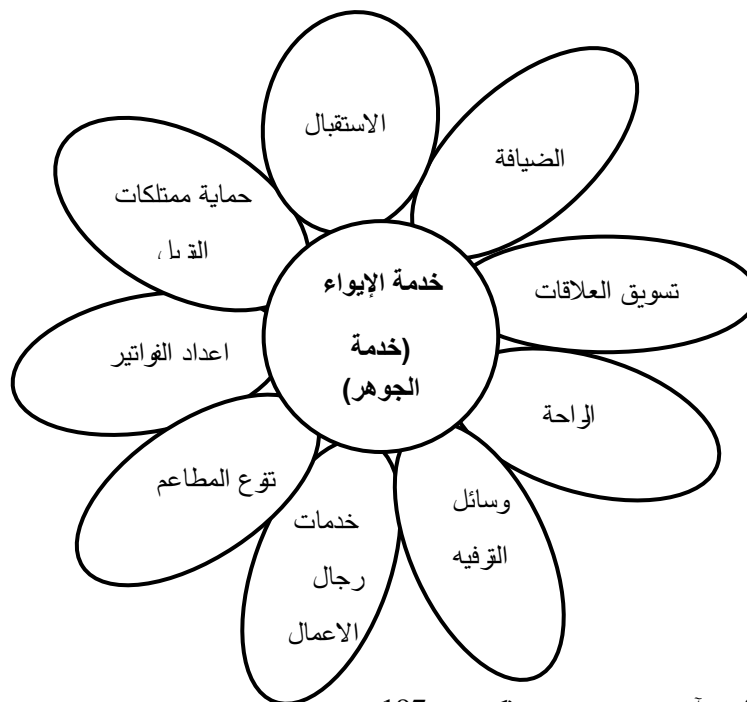 الاستقبال
الضيافة
تسويق العلاقات
الراحة
وسائل
الترفيه
خدمات
رجال
الاعمال
تنوع المطاعم
اعداد الفواتير
حماية ممتلكات
خدمة الإيواء
(خدمة
الجوهر)